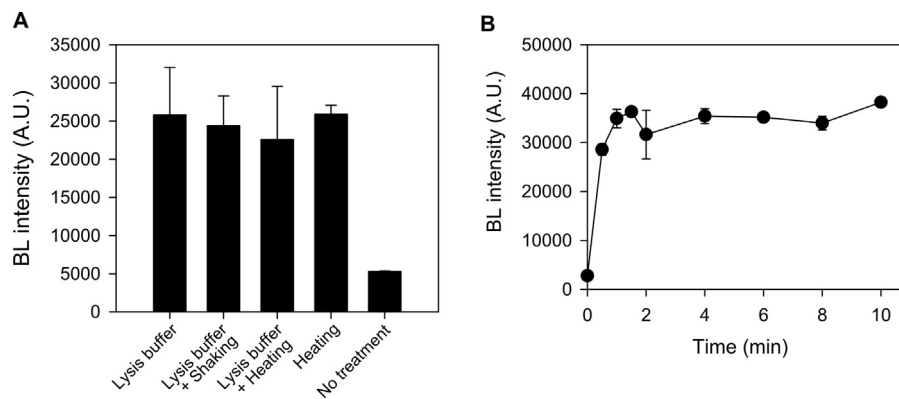 A
BL intensity (A.U.)
35000
30000
25000
20000
15000
10000
5000
0
Lysis buffer
Lysis buffer
+ Shaking
Lysis buffer
+ Heating
Heating
No treatment
B
BL intensity (A.U.)
50000
40000
30000
20000
10000
0
0 2 4 6 8 10
Time (min)